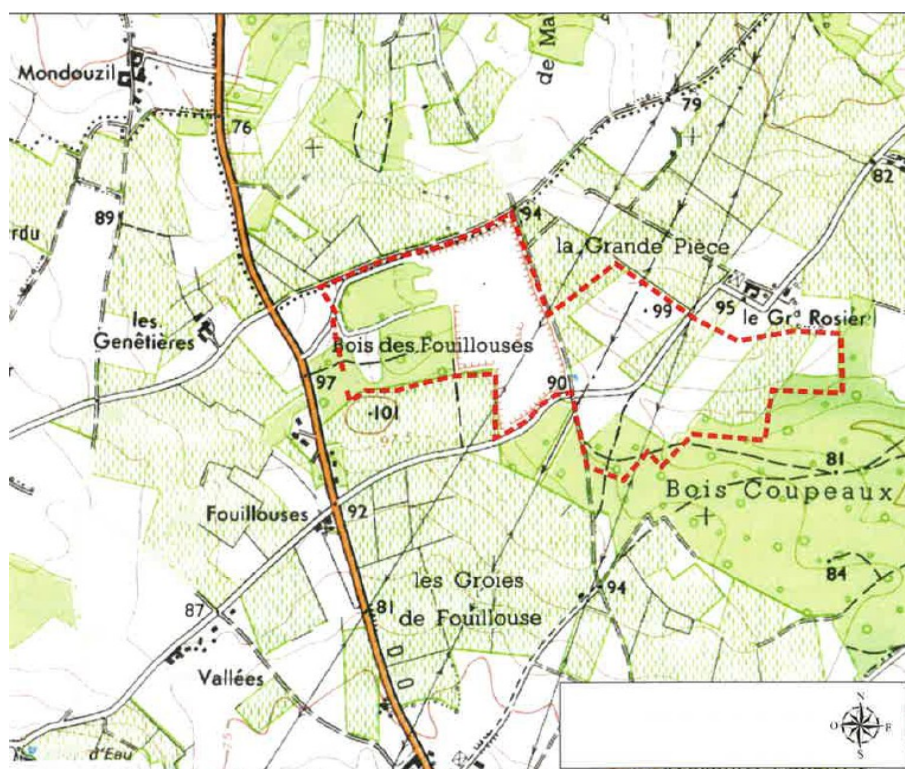 Mondouzil
de Ma
79
76
82
89
rdu
94
la Grande Pièce
99
95
le Grd Rosier
les
Genêtières
Bois des Fouillouses
97
90
101
81
Bois Coupeaux
Fouillouses
92
84
les Groies
de Fouillouse
94
87
81
Vallées
75
d'Eau
N
O E
S